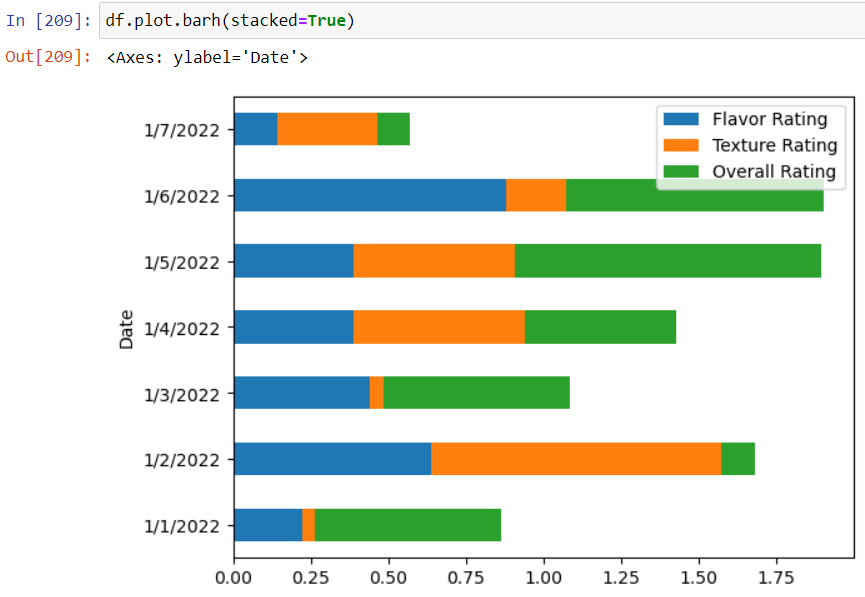 In [209]: df.plot.barh(stacked=True)
Out[209]: <Axes: ylabel='Date'>
Flavor Rating
Texture Rating
Overall Rating
1/7/2022
1/6/2022
1/5/2022
1/4/2022
1/3/2022
1/2/2022
1/1/2022
Date
0.00 0.25 0.50 0.75 1.00 1.25 1.50 1.75